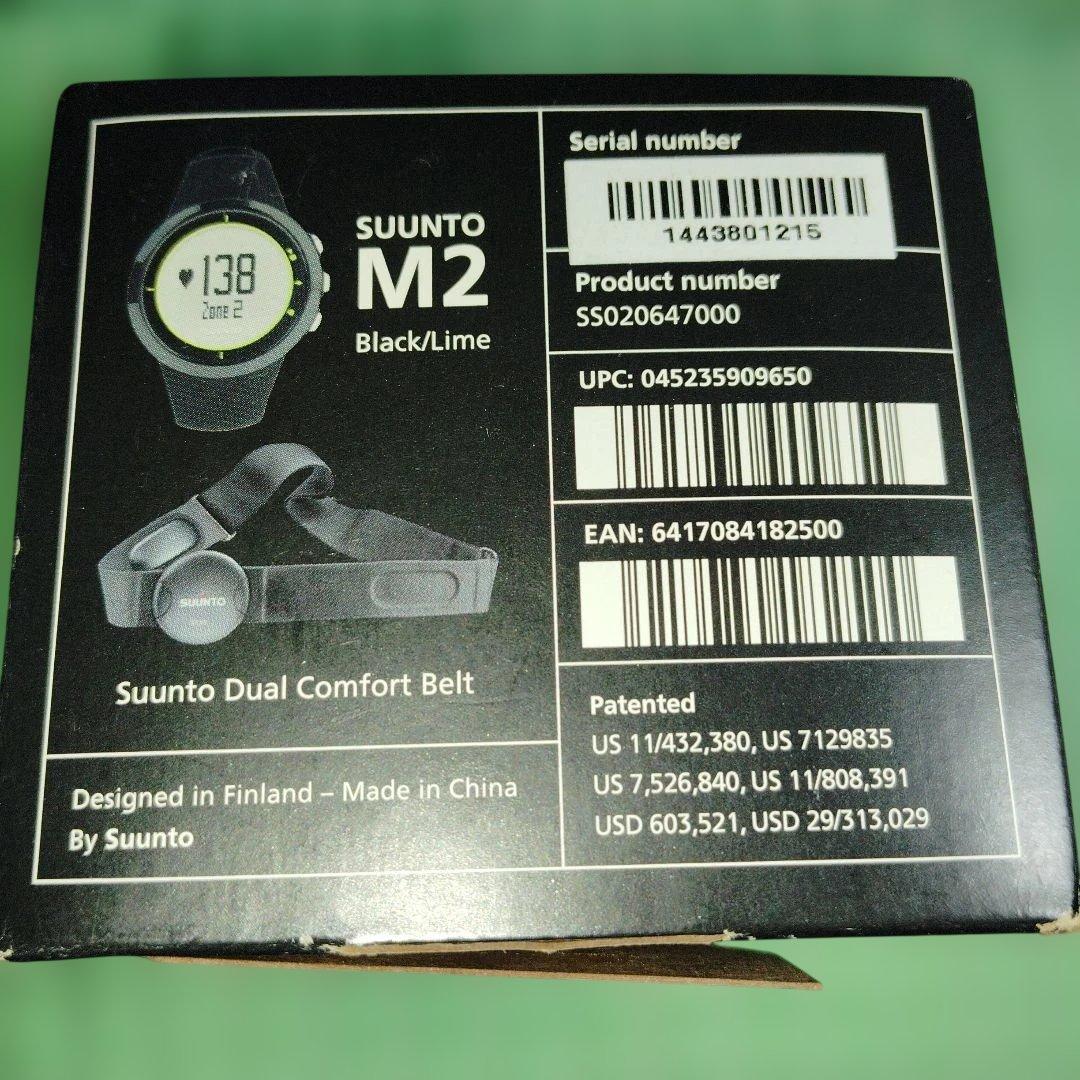 138
Zone 2
SUUNTO
M2
Black/Lime
SUUNTO
Suunto Dual Comfort Belt
Designed in Finland – Made in China
By Suunto
Serial number
1443801215
Product number
SS020647000
UPC: 045235909650
EAN: 6417084182500
Patented
US 11/432,380, US 7129835
US 7,526,840, US 11/808,391
USD 603,521, USD 29/313,029